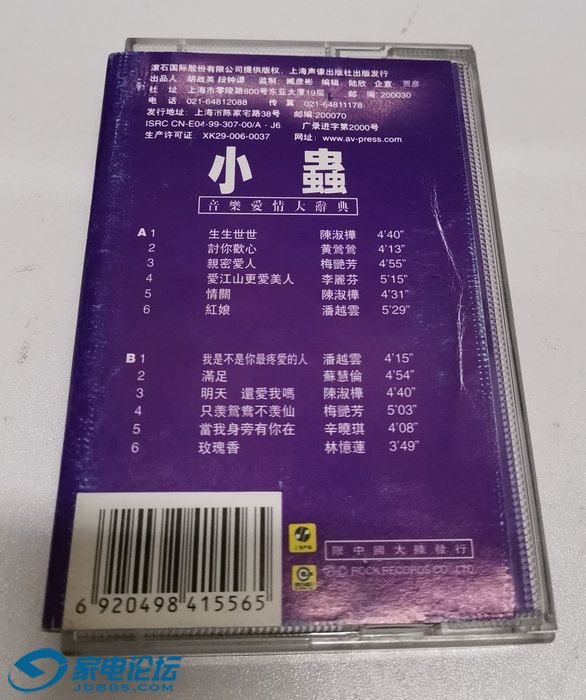 滚石国际股份有限公司提供版权，上海声像出版社出版发行
出品人：胡战英 段钟谭 监制：臧彦彬 编辑：陆欣 企宣：贾彦
社 址：上海市零陵路800号东亚大厦19层 邮 编：200030
电 话：021-64812088 传 真：021-64811178
发行地址：上海市陈家宅路38号 邮编：200070
ISRC CN-E04-99-307-00/A·J6 广录进字第2000号
生产许可证：XK29-006-0037 网址：www.av-press.com
小 蟲
音樂愛情大辭典
A 1 生生世世 陳淑樺 4'40"
2 討你歡心 黄鶯鶯 4'13"
3 親密愛人 梅艷芳 4'55"
4 愛江山更愛美人 李麗芬 5'15"
5 情關 陳淑樺 4'31"
6 紅娘 潘越雲 5'29"
B 1 我是不是你最疼愛的人 潘越雲 4'15"
2 滿足 蘇慧倫 4'54"
3 明天 還愛我嗎 陳淑樺 4'40"
4 只羨鴛鴦不羨仙 梅艷芳 5'03"
5 當我身旁有你在 辛曉琪 4'08"
6 玫瑰香 林憶蓮 3'49"
限中國大陸發行
Ⓟ© ROCK RECORDS CO., LTD.
6 920498 415565
家电论坛
JDBBS.COM